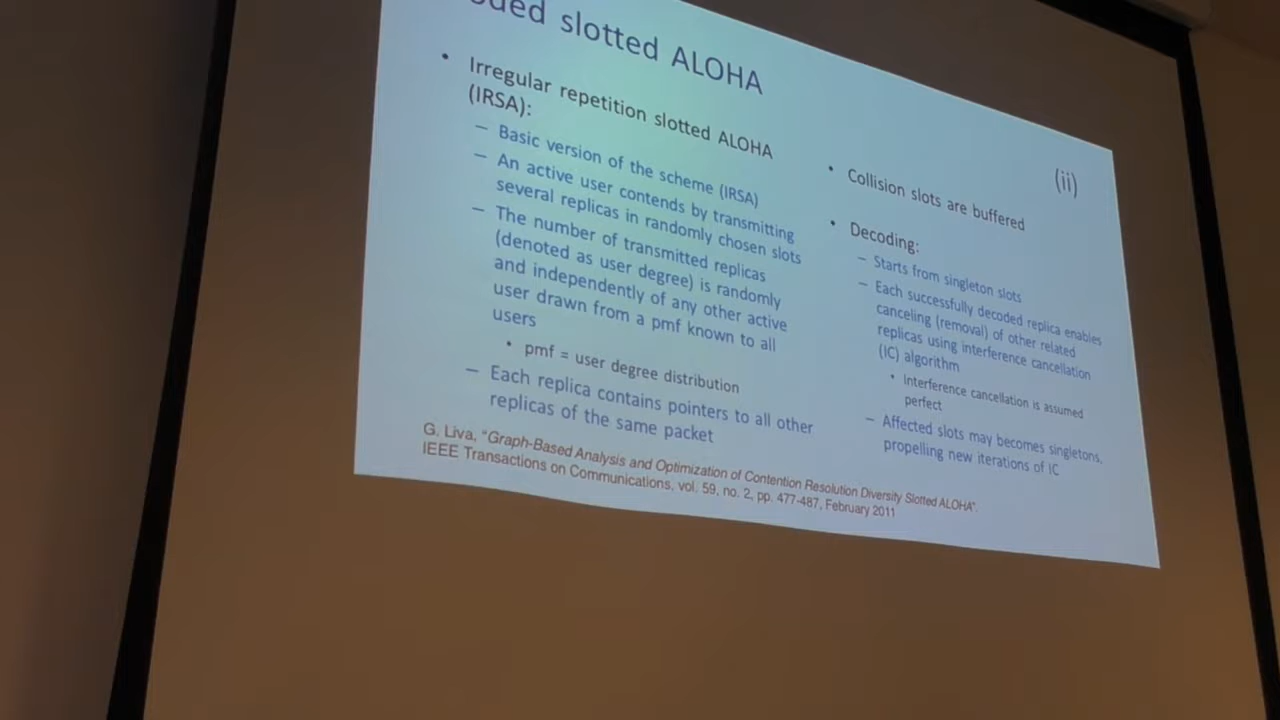 slotted ALOHA
• Irregular repetition slotted ALOHA
(IRSA):
– Basic version of the scheme (IRSA)
– An active user contends by transmitting
several replicas in randomly chosen slots
– The number of transmitted replicas
(denoted as user degree) is randomly
and independently of any other active
user drawn from a pmf known to all
users
• pmf = user degree distribution
– Each replica contains pointers to all other
replicas of the same packet
(ii)
• Collision slots are buffered
• Decoding:
– Starts from singleton slots
– Each successfully decoded replica enables
canceling (removal) of other related
replicas using interference cancellation
(IC) algorithm
• Interference cancellation is assumed
perfect
– Affected slots may becomes singletons,
propelling new iterations of IC
G. Liva, "Graph-Based Analysis and Optimization of Contention Resolution Diversity Slotted ALOHA".
IEEE Transactions on Communications, vol. 59, no. 2, pp. 477-487, February 2011